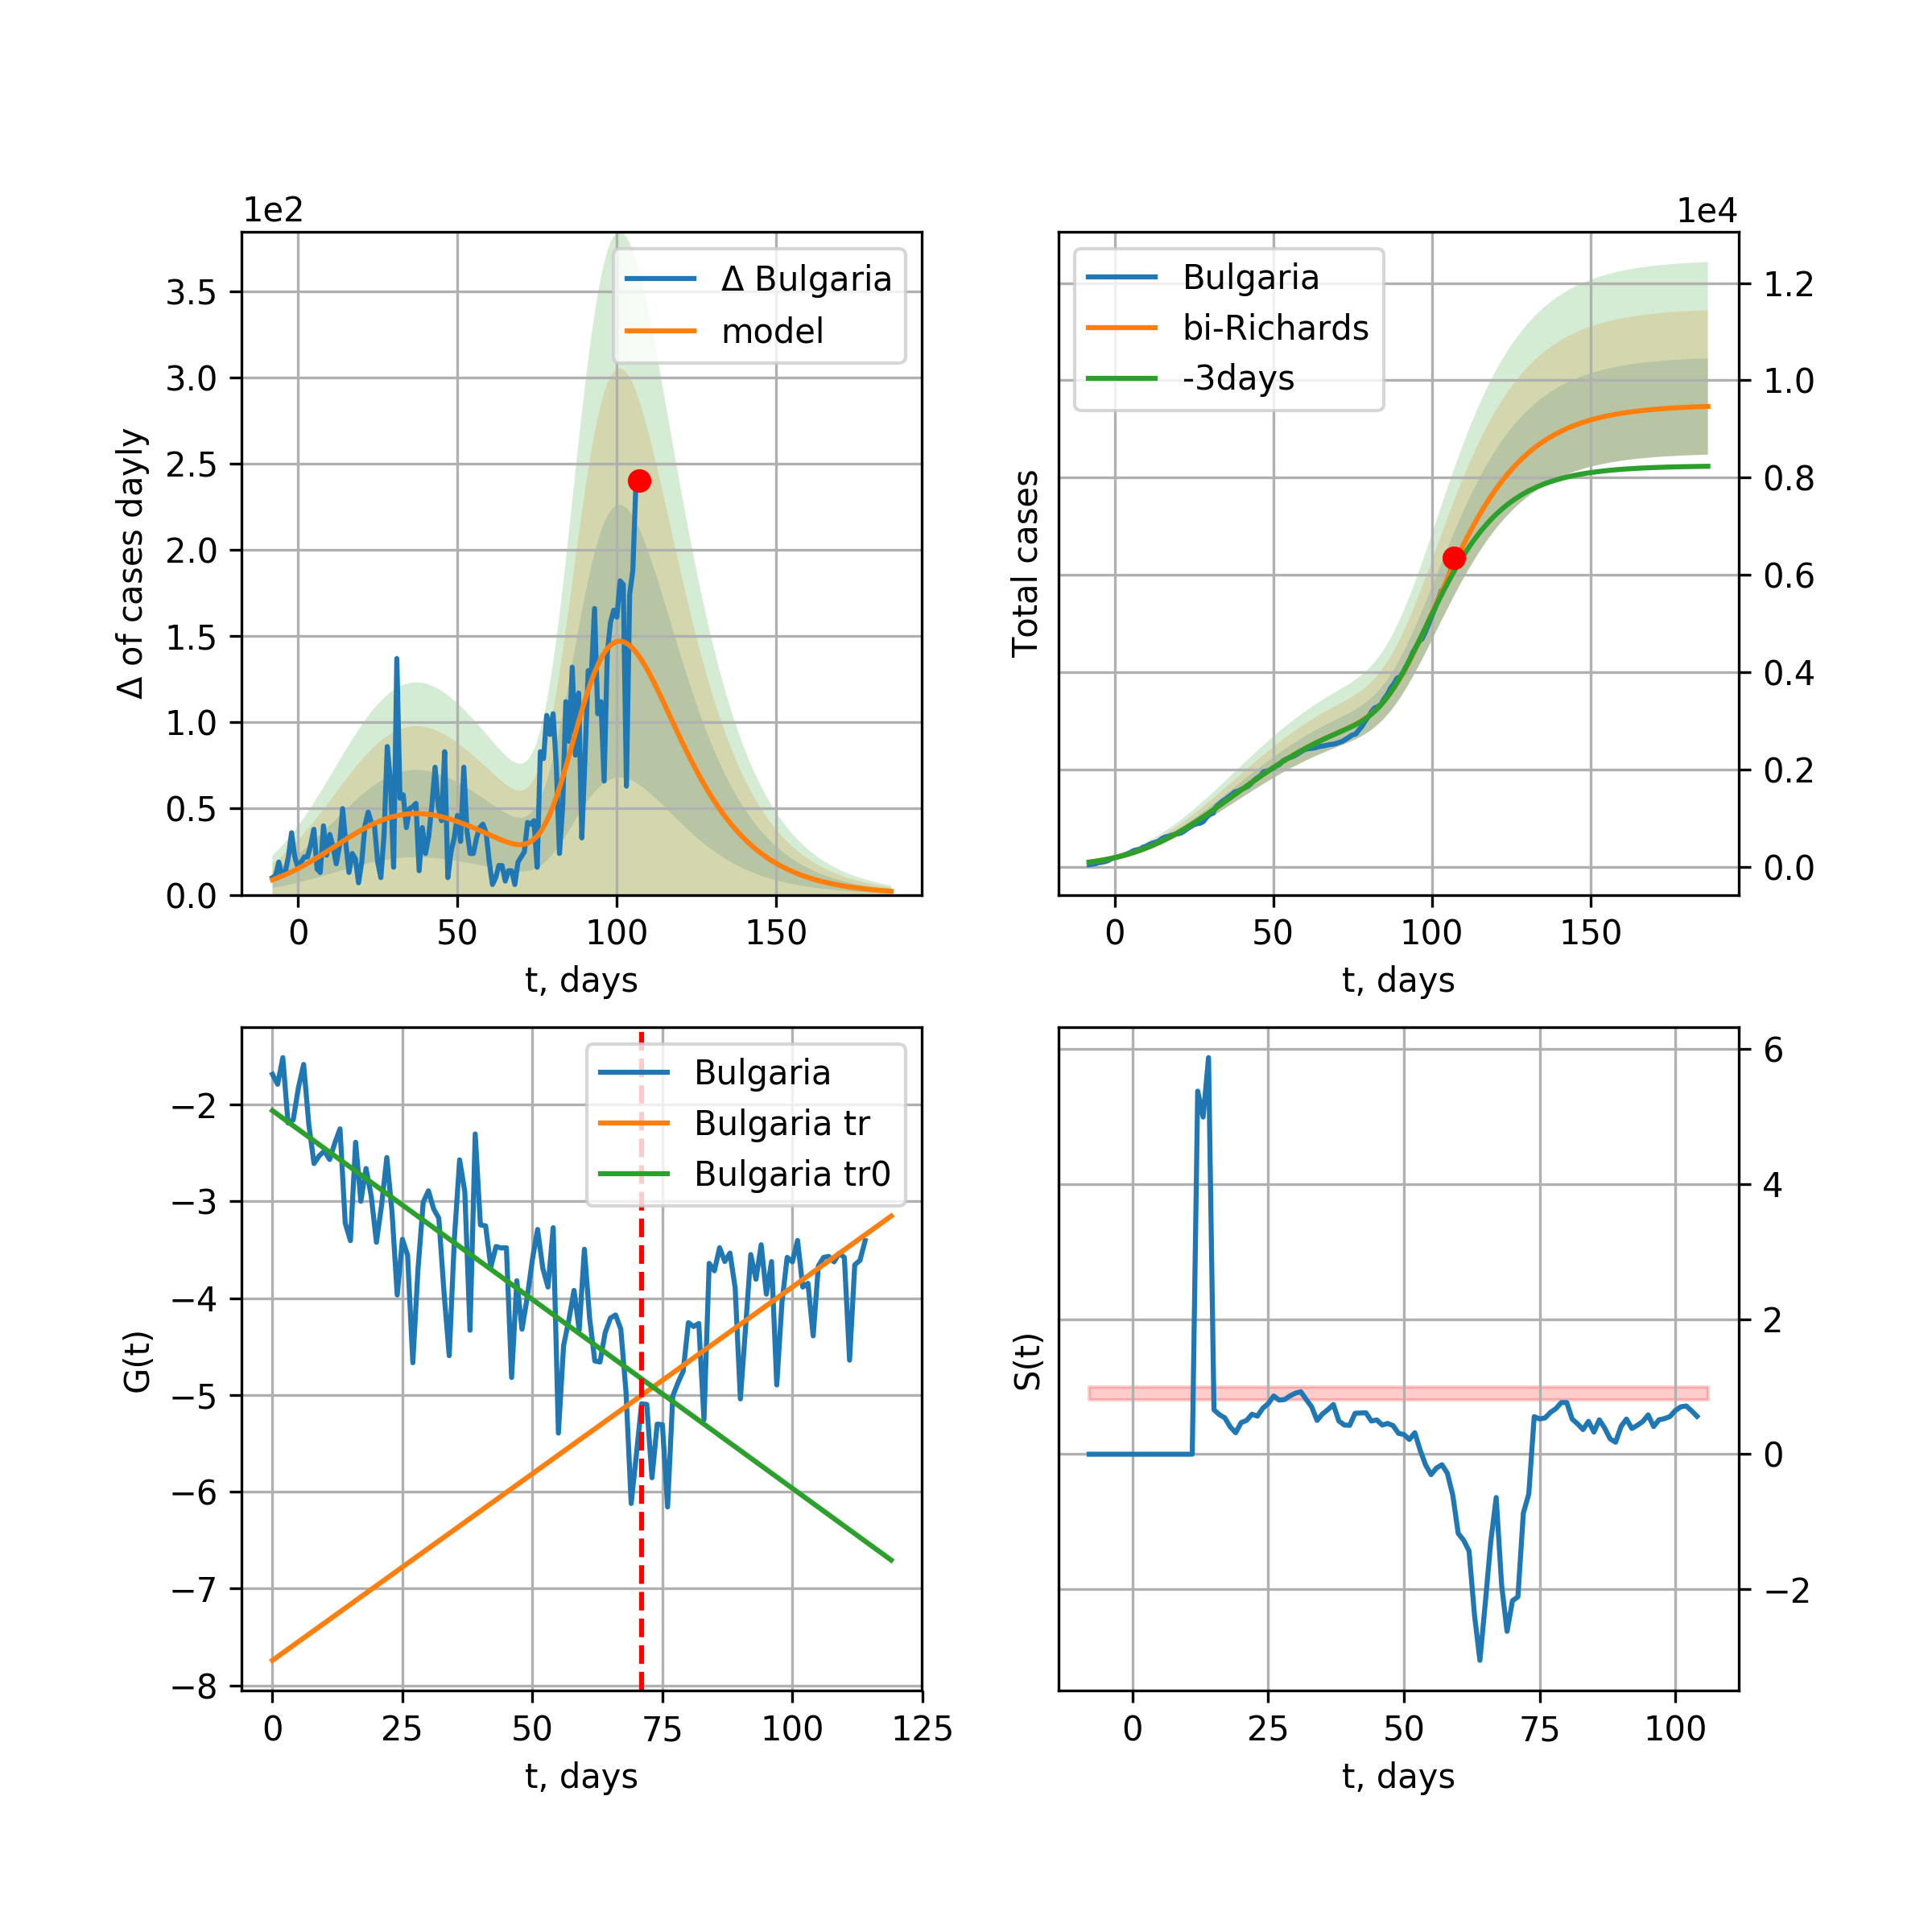 1e2
Δ of cases dayly
3.5
3.0
2.5
2.0
1.5
1.0
0.5
0.0
Δ Bulgaria
model
0 50 100 150
t, days
1e4
Total cases
Bulgaria
bi-Richards
-3days
1.2
1.0
0.8
0.6
0.4
0.2
0.0
0 50 100 150
t, days
G(t)
−2
−3
−4
−5
−6
−7
−8
Bulgaria
Bulgaria tr
Bulgaria tr0
0 25 50 75 100 125
t, days
S(t)
6
4
2
0
−2
0 25 50 75 100
t, days